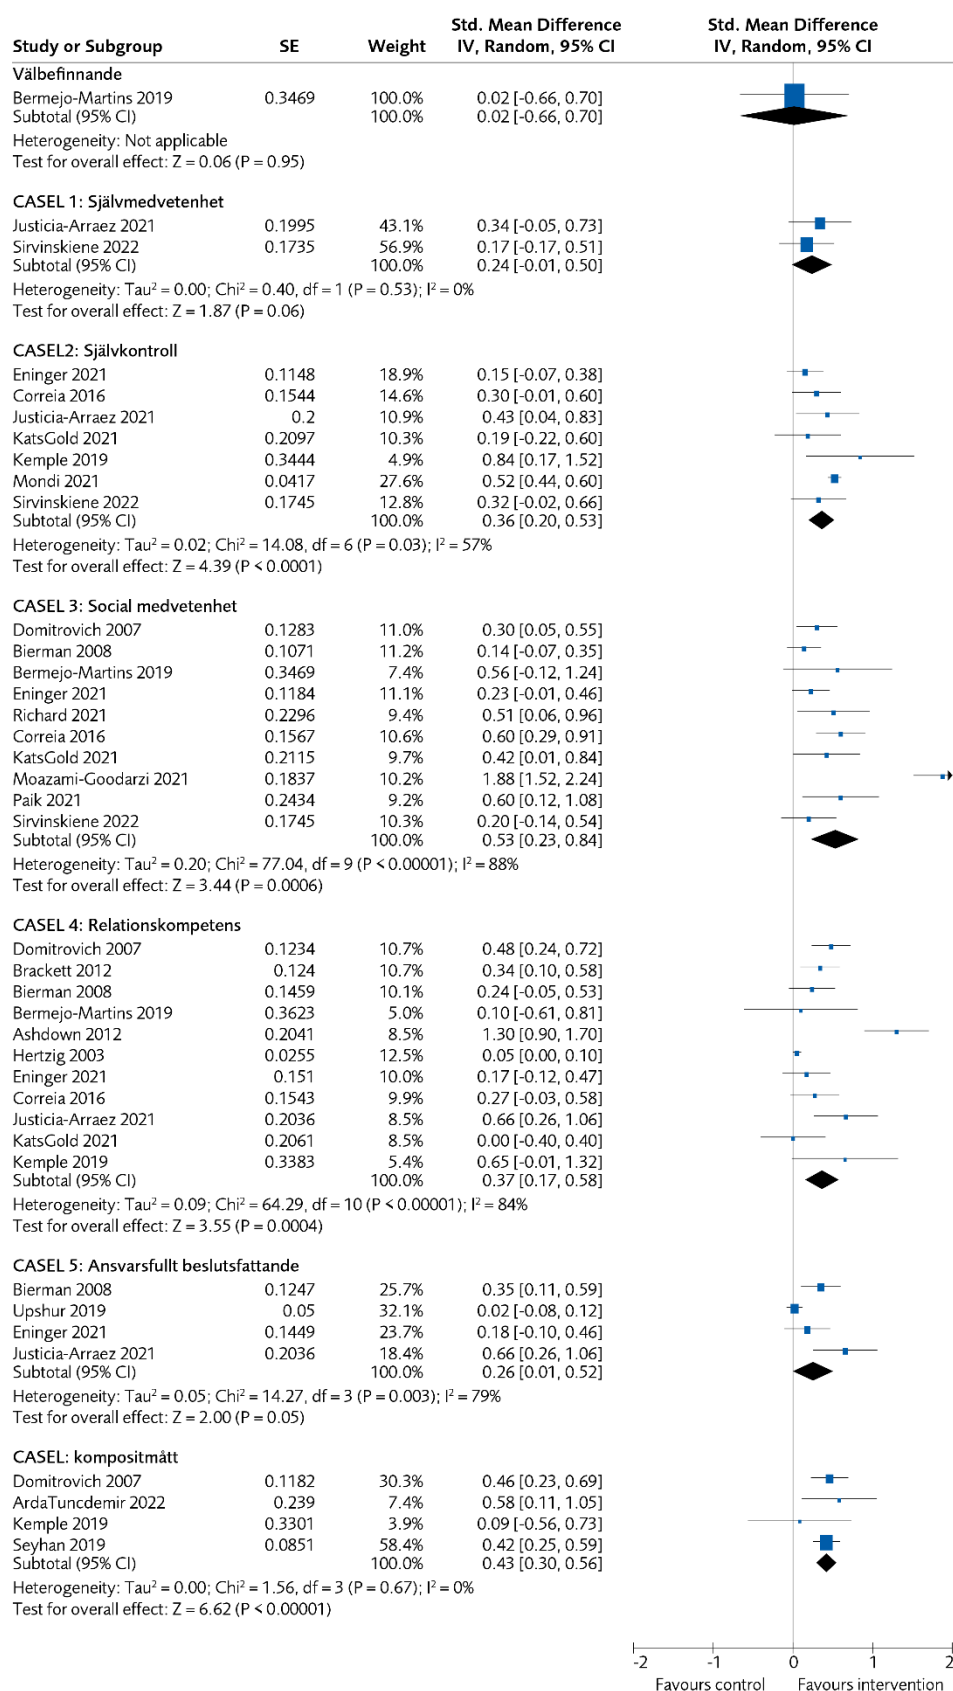 Std. Mean Difference Std. Mean Difference
Study or Subgroup SE Weight IV, Random, 95% CI IV, Random, 95% CI
Välbefinnande
Bermejo-Martins 2019 0.3469 100.0% 0.02 [-0.66, 0.70]
Subtotal (95% CI) 100.0% 0.02 [-0.66, 0.70]
Heterogeneity: Not applicable
Test for overall effect: Z = 0.06 (P = 0.95)
CASEL 1: Självmedvetenhet
Justicia-Arraez 2021 0.1995 43.1% 0.34 [-0.05, 0.73]
Sirvinskiene 2022 0.1735 56.9% 0.17 [-0.17, 0.51]
Subtotal (95% CI) 100.0% 0.24 [-0.01, 0.50]
Heterogeneity: Tau² = 0.00; Chi² = 0.40, df = 1 (P = 0.53); I² = 0%
Test for overall effect: Z = 1.87 (P = 0.06)
CASEL2: Självkontroll
Eninger 2021 0.1148 18.9% 0.15 [-0.07, 0.38]
Correia 2016 0.1544 14.6% 0.30 [-0.01, 0.60]
Justicia-Arraez 2021 0.2 10.9% 0.43 [0.04, 0.83]
KatsGold 2021 0.2097 10.3% 0.19 [-0.22, 0.60]
Kemple 2019 0.3444 4.9% 0.84 [0.17, 1.52]
Mondi 2021 0.0417 27.6% 0.52 [0.44, 0.60]
Sirvinskiene 2022 0.1745 12.8% 0.32 [-0.02, 0.66]
Subtotal (95% CI) 100.0% 0.36 [0.20, 0.53]
Heterogeneity: Tau² = 0.02; Chi² = 14.08, df = 6 (P = 0.03); I² = 57%
Test for overall effect: Z = 4.39 (P < 0.0001)
CASEL 3: Social medvetenhet
Domitrovich 2007 0.1283 11.0% 0.30 [0.05, 0.55]
Bierman 2008 0.1071 11.2% 0.14 [-0.07, 0.35]
Bermejo-Martins 2019 0.3469 7.4% 0.56 [-0.12, 1.24]
Eninger 2021 0.1184 11.1% 0.23 [-0.01, 0.46]
Richard 2021 0.2296 9.4% 0.51 [0.06, 0.96]
Correia 2016 0.1567 10.6% 0.60 [0.29, 0.91]
KatsGold 2021 0.2115 9.7% 0.42 [0.01, 0.84]
Moazami-Goodarzi 2021 0.1837 10.2% 1.88 [1.52, 2.24]
Paik 2021 0.2434 9.2% 0.60 [0.12, 1.08]
Sirvinskiene 2022 0.1745 10.3% 0.20 [-0.14, 0.54]
Subtotal (95% CI) 100.0% 0.53 [0.23, 0.84]
Heterogeneity: Tau² = 0.20; Chi² = 77.04, df = 9 (P < 0.00001); I² = 88%
Test for overall effect: Z = 3.44 (P = 0.0006)
CASEL 4: Relationskompetens
Domitrovich 2007 0.1234 10.7% 0.48 [0.24, 0.72]
Brackett 2012 0.124 10.7% 0.34 [0.10, 0.58]
Bierman 2008 0.1459 10.1% 0.24 [-0.05, 0.53]
Bermejo-Martins 2019 0.3623 5.0% 0.10 [-0.61, 0.81]
Ashdown 2012 0.2041 8.5% 1.30 [0.90, 1.70]
Hertzig 2003 0.0255 12.5% 0.05 [0.00, 0.10]
Eninger 2021 0.151 10.0% 0.17 [-0.12, 0.47]
Correia 2016 0.1543 9.9% 0.27 [-0.03, 0.58]
Justicia-Arraez 2021 0.2036 8.5% 0.66 [0.26, 1.06]
KatsGold 2021 0.2061 8.5% 0.00 [-0.40, 0.40]
Kemple 2019 0.3383 5.4% 0.65 [-0.01, 1.32]
Subtotal (95% CI) 100.0% 0.37 [0.17, 0.58]
Heterogeneity: Tau² = 0.09; Chi² = 64.29, df = 10 (P < 0.00001); I² = 84%
Test for overall effect: Z = 3.55 (P = 0.0004)
CASEL 5: Ansvarsfullt beslutsfattande
Bierman 2008 0.1247 25.7% 0.35 [0.11, 0.59]
Upshur 2019 0.05 32.1% 0.02 [-0.08, 0.12]
Eninger 2021 0.1449 23.7% 0.18 [-0.10, 0.46]
Justicia-Arraez 2021 0.2036 18.4% 0.66 [0.26, 1.06]
Subtotal (95% CI) 100.0% 0.26 [0.01, 0.52]
Heterogeneity: Tau² = 0.05; Chi² = 14.27, df = 3 (P = 0.003); I² = 79%
Test for overall effect: Z = 2.00 (P = 0.05)
CASEL: kompositmått
Domitrovich 2007 0.1182 30.3% 0.46 [0.23, 0.69]
ArdaTuncdemir 2022 0.239 7.4% 0.58 [0.11, 1.05]
Kemple 2019 0.3301 3.9% 0.09 [-0.56, 0.73]
Seyhan 2019 0.0851 58.4% 0.42 [0.25, 0.59]
Subtotal (95% CI) 100.0% 0.43 [0.30, 0.56]
Heterogeneity: Tau² = 0.00; Chi² = 1.56, df = 3 (P = 0.67); I² = 0%
Test for overall effect: Z = 6.62 (P < 0.00001)
-2 -1 0 1 2
Favours control Favours intervention